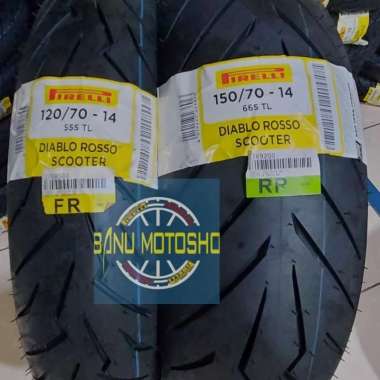 PIRELLI
120/70 - 14
55S TL
DIABLO ROSSO
SCOOTER
FR
PIRELLI
150/70 - 14
66S TL
DIABLO ROSSO
SCOOTER
RR
BANU MOTOSHO